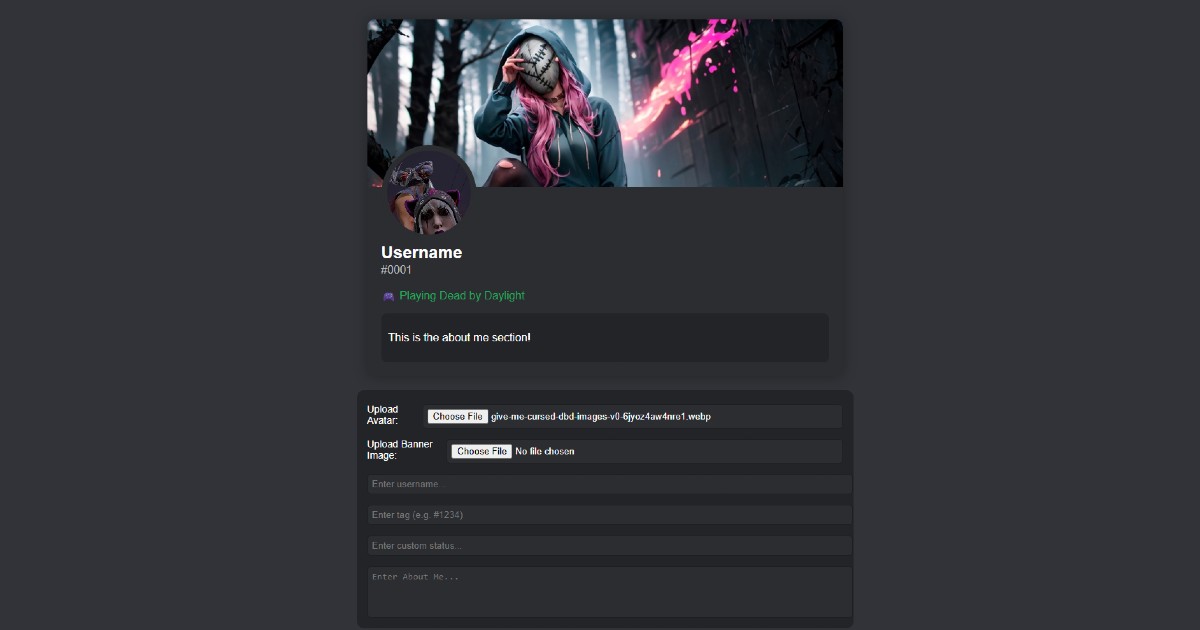 Username
#0001
Playing Dead by Daylight
This is the about me section!
Upload
Avatar:
Choose File give-me-cursed-dbd-images-v0-6jyoz4aw4nre1.webp
Upload Banner
Image:
Choose File No file chosen
Enter username...
Enter tag (e.g. #1234)
Enter custom status...
Enter About Me...